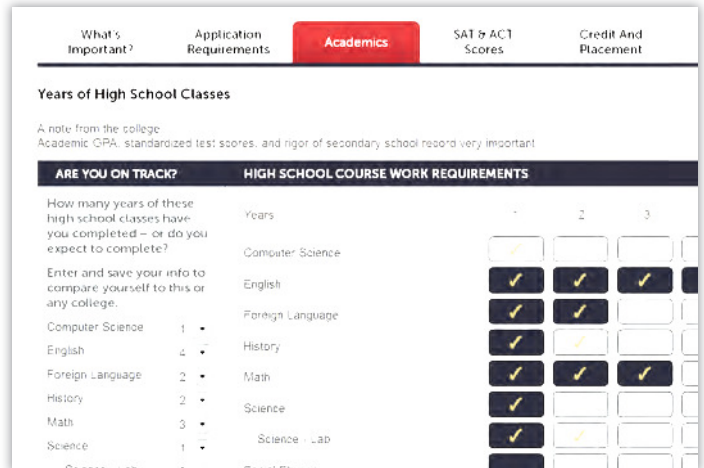 What's Important?
Application Requirements
Academics
SAT & ACT Scores
Credit And Placement
Years of High School Classes
A note from the college
Academic GPA, standardized test scores, and rigor of secondary school record very important
ARE YOU ON TRACK?
HIGH SCHOOL COURSE WORK REQUIREMENTS
How many years of these
high school classes have
you completed – or do you
expect to complete?
Enter and save your info to
compare yourself to this or
any college.
Computer Science 1
English 4
Foreign Language 2
History 2
Math 3
Science 1
Years 1 2 3
Computer Science
English
Foreign Language
History
Math
Science
Science - Lab